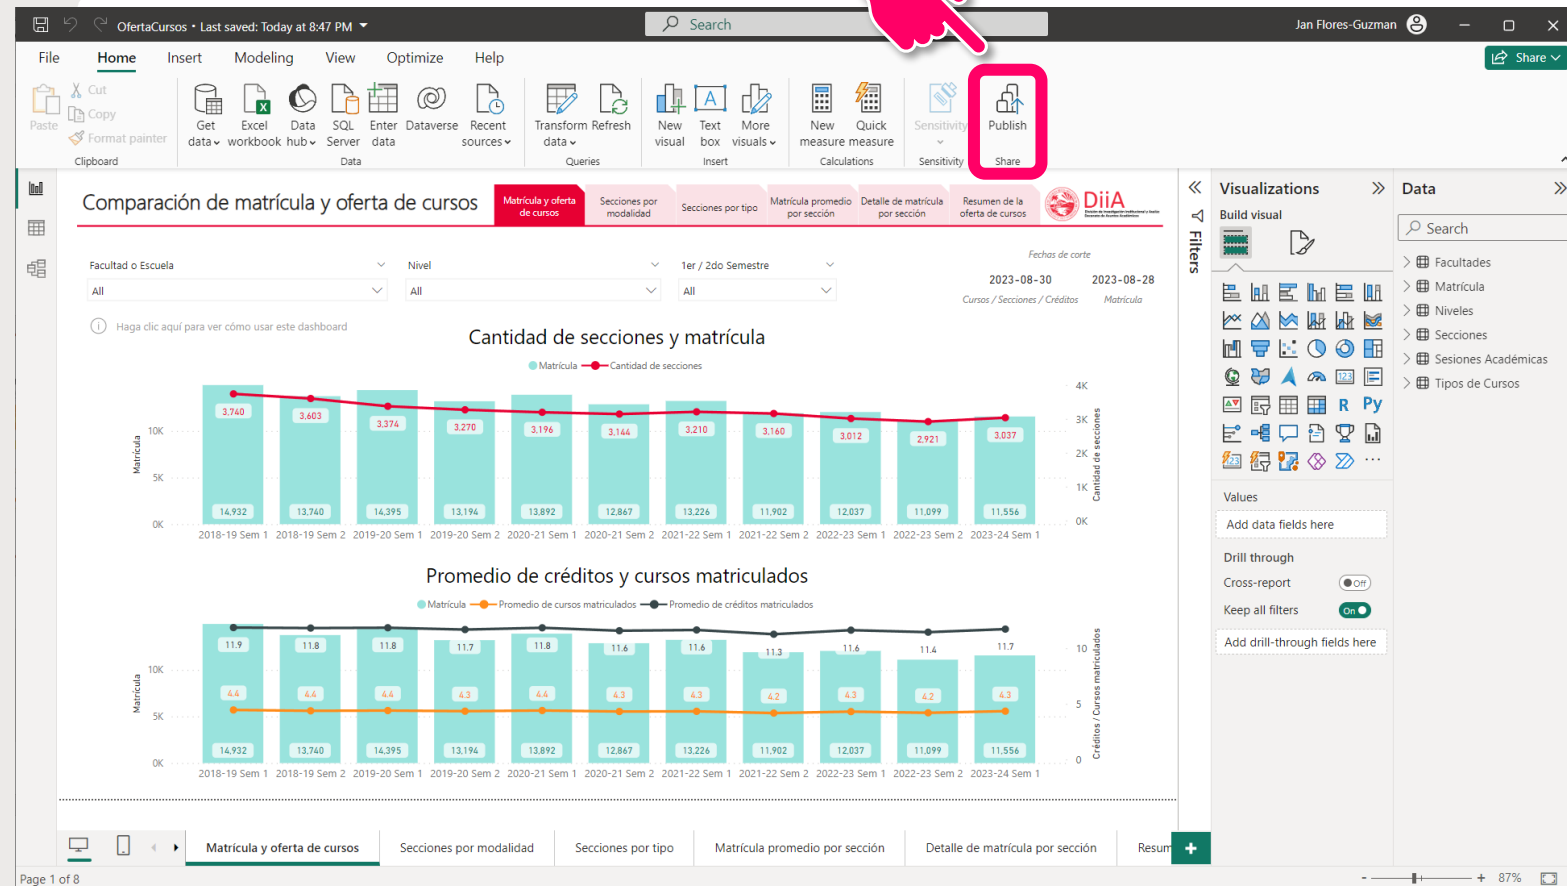 OfertaCursos • Last saved: Today at 8:47 PM
Search
Jan Flores-Guzman
File Home Insert Modeling View Optimize Help
Share
Paste
Cut
Copy
Format painter
Clipboard
Get data
Excel workbook
Data hub
SQL Server
Enter data
Dataverse
Recent sources
Data
Transform data
Refresh
Queries
New visual
Text box
More visuals
Insert
New measure
Quick measure
Calculations
Sensitivity
Sensitivity
Publish
Share
Comparación de matrícula y oferta de cursos
Matrícula y oferta de cursos
Secciones por modalidad
Secciones por tipo
Matrícula promedio por sección
Detalle de matrícula por sección
Resumen de la oferta de cursos
DiiA
Facultad o Escuela
All
Nivel
All
1er / 2do Semestre
All
Fechas de corte
2023-08-30 2023-08-28
Cursos / Secciones / Créditos Matrícula
Haga clic aquí para ver cómo usar este dashboard
Cantidad de secciones y matrícula
Matrícula Cantidad de secciones
Matrícula
10K
5K
0K
3,740 3,603 3,374 3,270 3,196 3,144 3,210 3,160 3,012 2,921 3,037
14,932 13,740 14,395 13,194 13,892 12,867 13,226 11,902 12,037 11,099 11,556
2018-19 Sem 1 2018-19 Sem 2 2019-20 Sem 1 2019-20 Sem 2 2020-21 Sem 1 2020-21 Sem 2 2021-22 Sem 1 2021-22 Sem 2 2022-23 Sem 1 2022-23 Sem 2 2023-24 Sem 1
4K
3K
2K
1K
0K
Cantidad de secciones
Promedio de créditos y cursos matriculados
Matrícula Promedio de cursos matriculados Promedio de créditos matriculados
Matrícula
10K
5K
0K
11.9 11.8 11.8 11.7 11.8 11.6 11.6 11.3 11.6 11.4 11.7
4.4 4.4 4.4 4.3 4.4 4.3 4.3 4.2 4.3 4.2 4.3
14,932 13,740 14,395 13,194 13,892 12,867 13,226 11,902 12,037 11,099 11,556
2018-19 Sem 1 2018-19 Sem 2 2019-20 Sem 1 2019-20 Sem 2 2020-21 Sem 1 2020-21 Sem 2 2021-22 Sem 1 2021-22 Sem 2 2022-23 Sem 1 2022-23 Sem 2 2023-24 Sem 1
10
5
0
Créditos / Cursos matriculados
Filters
Visualizations
Build visual
123
R Py
123
Values
Add data fields here
Drill through
Cross-report Off
Keep all filters On
Add drill-through fields here
Data
Search
Facultades
Matrícula
Niveles
Secciones
Sesiones Académicas
Tipos de Cursos
Matrícula y oferta de cursos
Secciones por modalidad
Secciones por tipo
Matrícula promedio por sección
Detalle de matrícula por sección
Resum
Page 1 of 8
- + 87%